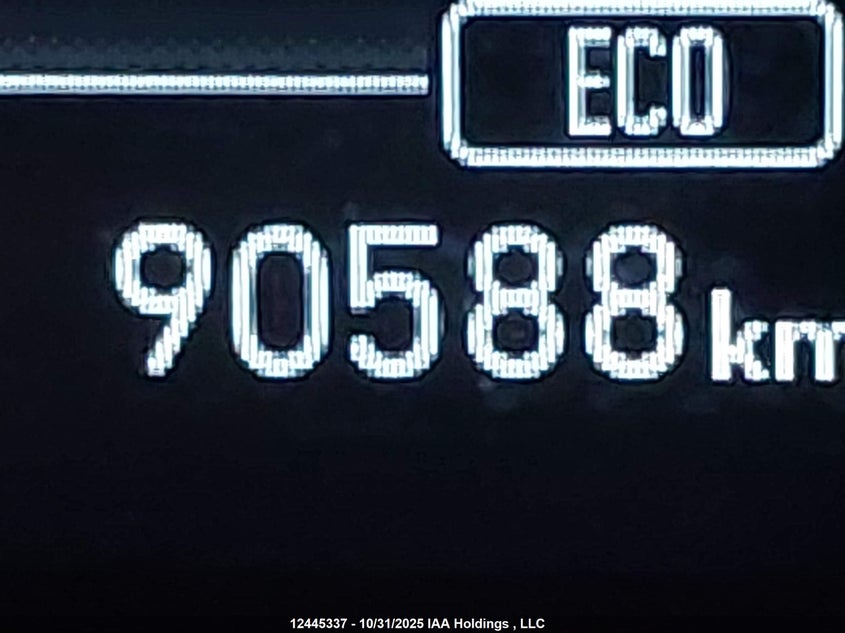 ECO
90588 km
12445337 - 10/31/2025 IAA Holdings , LLC